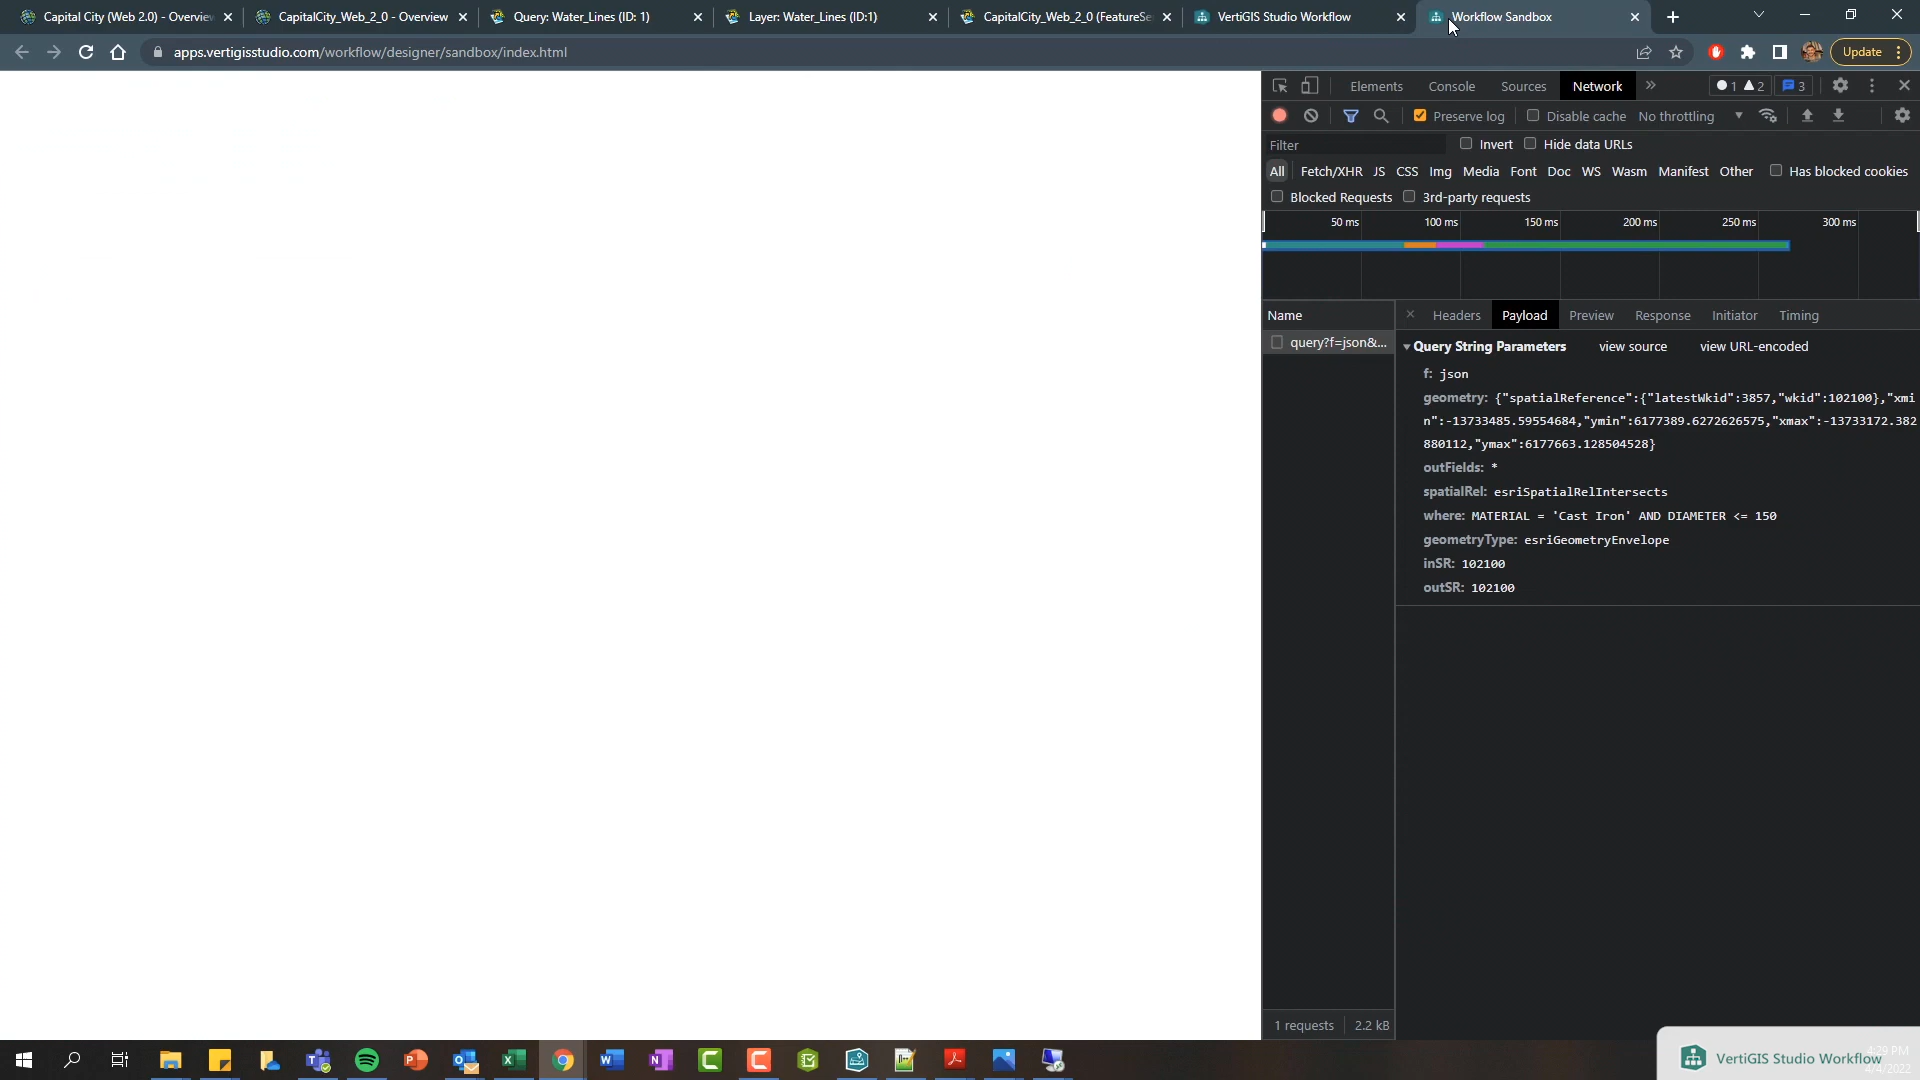 Capital City (Web 2.0) - Overview
CapitalCity_Web_2_0 - Overview
Query: Water_Lines (ID: 1)
Layer: Water_Lines (ID:1)
CapitalCity_Web_2_0 (FeatureSe
VertiGIS Studio Workflow
Workflow Sandbox
apps.vertigisstudio.com/workflow/designer/sandbox/index.html
Update
Elements Console Sources Network 1 2 3
Preserve log Disable cache No throttling
Filter Invert Hide data URLs
All Fetch/XHR JS CSS Img Media Font Doc WS Wasm Manifest Other Has blocked cookies
Blocked Requests 3rd-party requests
50 ms 100 ms 150 ms 200 ms 250 ms 300 ms
Name Headers Payload Preview Response Initiator Timing
query?f=json&... Query String Parameters view source view URL-encoded
f: json
geometry: {"spatialReference":{"latestWkid":3857,"wkid":102100},"xmi
n":-13733485.59554684,"ymin":6177389.6272626575,"xmax":-13733172.382
880112,"ymax":6177663.128504528}
outFields: *
spatialRel: esriSpatialRelIntersects
where: MATERIAL = 'Cast Iron' AND DIAMETER <= 150
geometryType: esriGeometryEnvelope
inSR: 102100
outSR: 102100
1 requests 2.2 kB
VertiGIS Studio Workflow
4:29 PM
4/4/2022